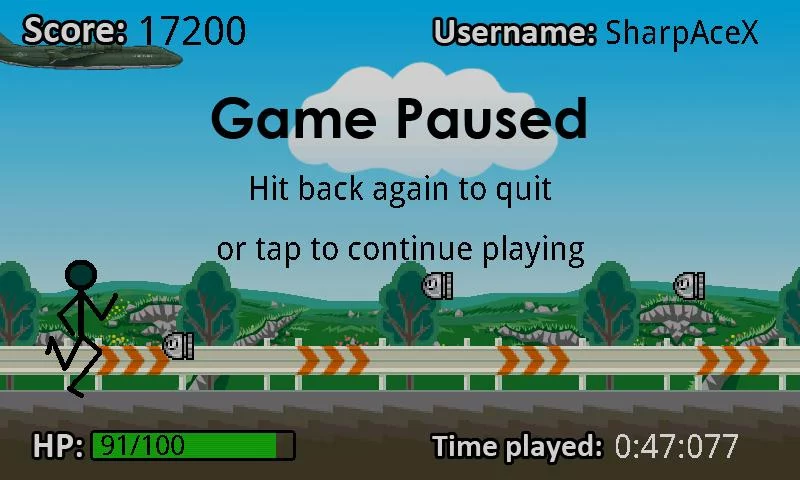 Score: 17200
Username: SharpAceX
Game Paused
Hit back again to quit
or tap to continue playing
HP: 91/100
Time played: 0:47:077